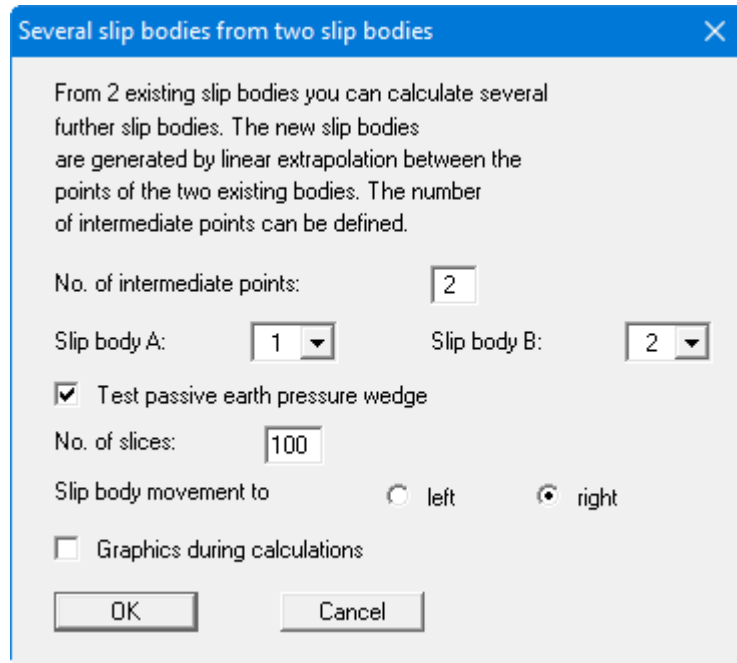 Several slip bodies from two slip bodies
From 2 existing slip bodies you can calculate several
further slip bodies. The new slip bodies
are generated by linear extrapolation between the
points of the two existing bodies. The number
of intermediate points can be defined.
No. of intermediate points: 2
Slip body A: 1 Slip body B: 2
Test passive earth pressure wedge
No. of slices: 100
Slip body movement to left right
Graphics during calculations
OK Cancel